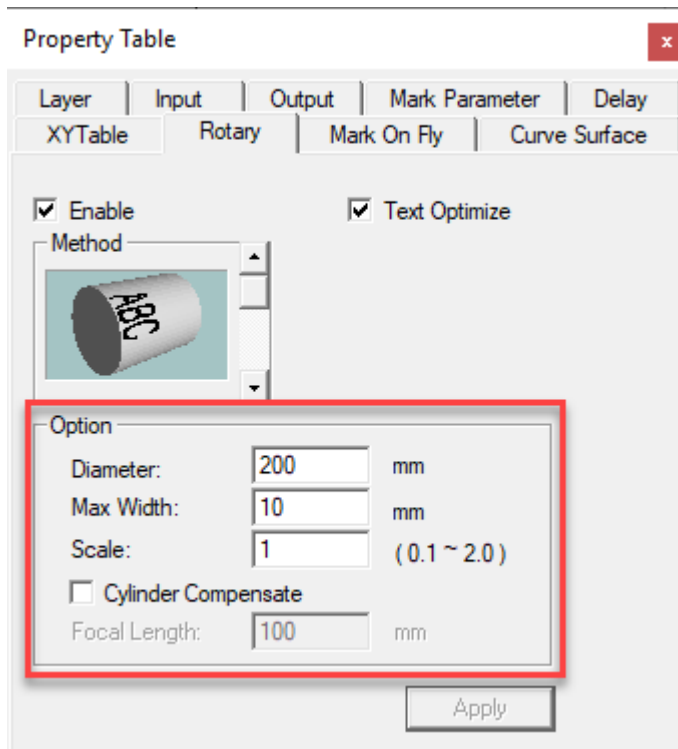 Property Table
x
Layer Input Output Mark Parameter Delay
XYTable Rotary Mark On Fly Curve Surface
Enable Text Optimize
Method
ABC
Option
Diameter: 200 mm
Max Width: 10 mm
Scale: 1 ( 0.1 ~ 2.0 )
Cylinder Compensate
Focal Length: 100 mm
Apply